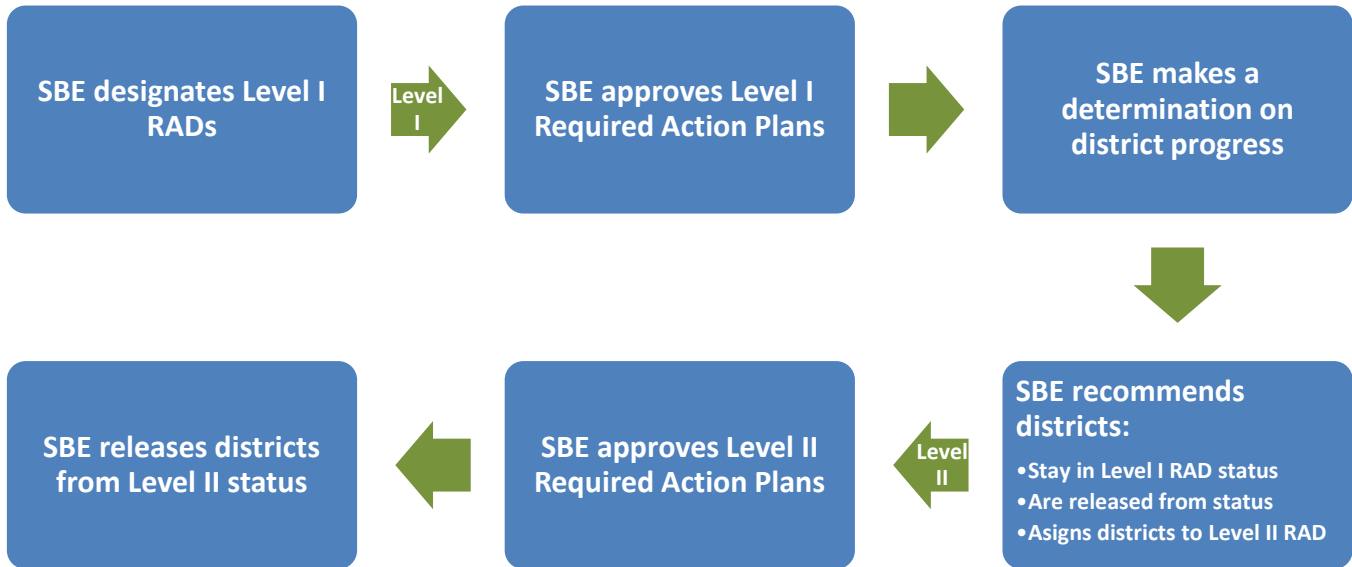 SBE designates Level I
RADs
Level
I
SBE approves Level I
Required Action Plans
SBE makes a
determination on
district progress
SBE recommends
districts:
•Stay in Level I RAD status
•Are released from status
•Asigns districts to Level II RAD
Level
II
SBE approves Level II
Required Action Plans
SBE releases districts
from Level II status